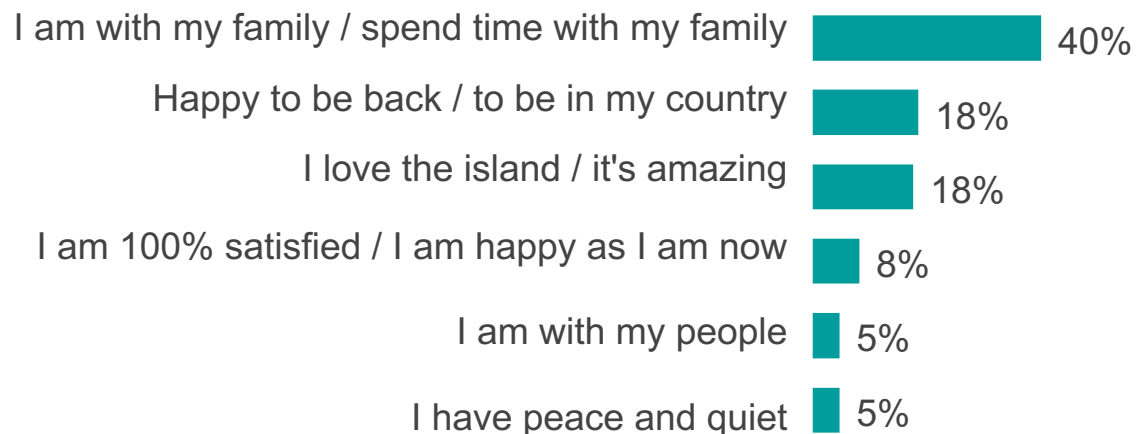 I am with my family / spend time with my family 40%
Happy to be back / to be in my country 18%
I love the island / it's amazing 18%
I am 100% satisfied / I am happy as I am now 8%
I am with my people 5%
I have peace and quiet 5%